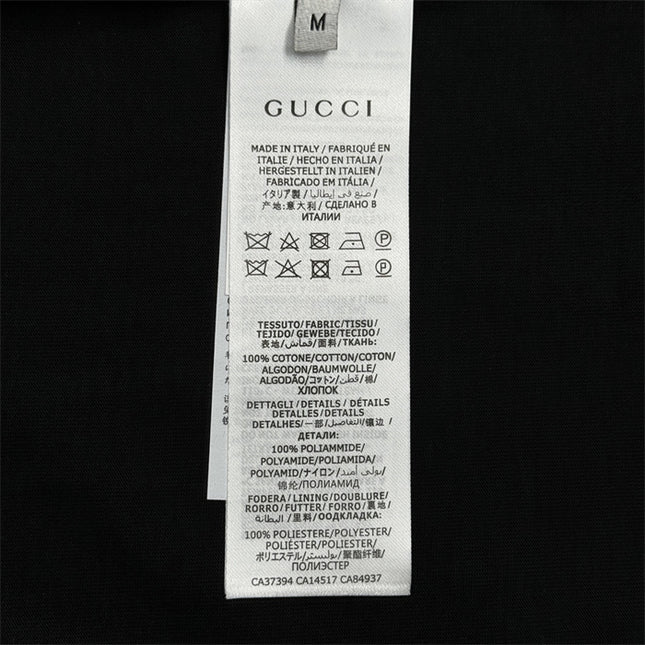 M
GUCCI
MADE IN ITALY / FABRIQUÉ EN
ITALIE / HECHO EN ITALIA /
HERGESTELLT IN ITALIEN /
FABRICADO EM ITÁLIA /
イタリア製 / صنع في إيطاليا /
产地:意大利 / СДЕЛАНО В
ИТАЛИИ
TESSUTO/FABRIC/TISSU/
TEJIDO/ GEWEBE/TECIDO/
表地/قماش/面料/ТКАНЬ:
100% COTONE/COTTON/COTON/
ALGODON/BAUMWOLLE/
ALGODÃO/コットン/قطن/棉/
ХЛОПОК
DETTAGLI / DETAILS / DÉTAILS
DETALLES / DETAILS
DETALHES/一部/التفاصيل/镶边 /
ДЕТАЛИ:
100% POLIAMMIDE/
POLYAMIDE/POLIAMIDA/
POLYAMID/ナイロン/بولي أميد/
锦纶/ПОЛИАМИД
FODERA / LINING / DOUBLURE/
RORRO/ FUTTER / FORRO / 裏地/
البطانة / 里料 / ООДКЛАДКА:
100% POLIESTERE/POLYESTER/
POLIÉSTER/POLYESTER/
ポリエステル/بوليستر/聚酯纤维/
ПОЛИЭСТЕР
CA37394 CA14517 CA84937